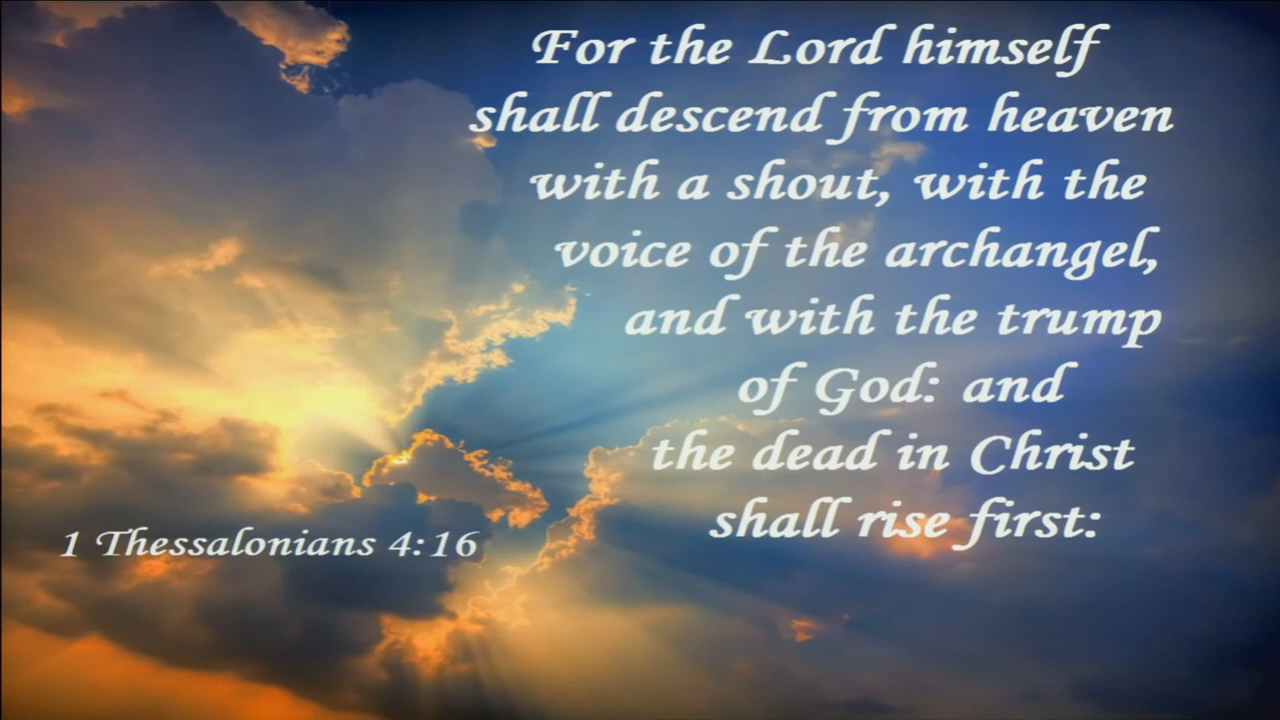 For the Lord himself
shall descend from heaven
with a shout, with the
voice of the archangel,
and with the trump
of God: and
the dead in Christ
shall rise first:
1 Thessalonians 4:16